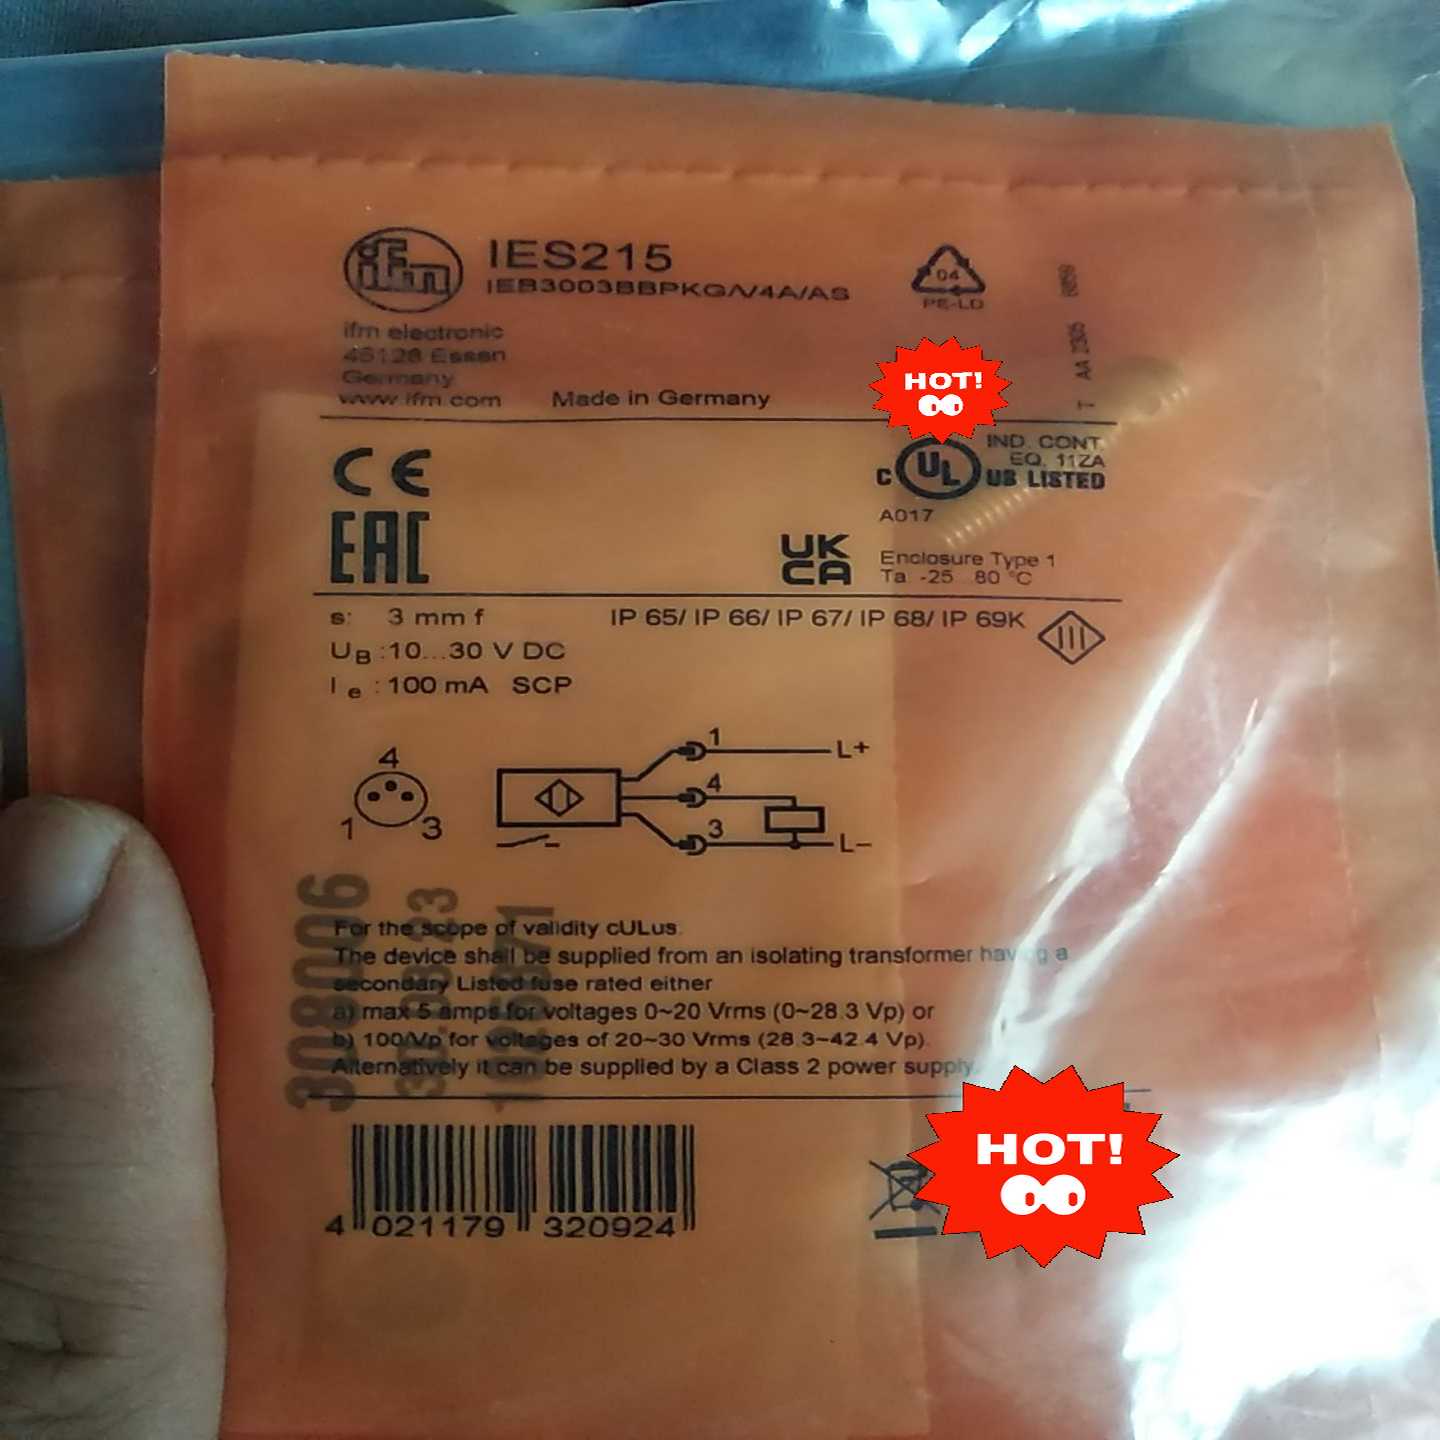 ifm
IES215
IEB3003BBPKG/V4A/AS
04
PE-LD
ifm electronic
45128 Essen
Germany
www.ifm.com
Made in Germany
T AA 2305
HOT!
CE
EAC
C UL US LISTED
IND. CONT.
EQ. 11ZA
A017
UK
CA
Enclosure Type 1
Ta -25...80 °C
s: 3 mm f
IP 65/ IP 66/ IP 67/ IP 68/ IP 69K
III
UB :10...30 V DC
Ie : 100 mA SCP
4
1 3
1 L+
4
3 L-
308006
For the scope of validity cULus.
The device shall be supplied from an isolating transformer having a
secondary Listed fuse rated either
a) max 5 amps for voltages 0~20 Vrms (0~28.3 Vp) or
b) 100/Vp for voltages of 20~30 Vrms (28.3~42.4 Vp).
Alternatively it can be supplied by a Class 2 power supply.
4 021179 320924
HOT!